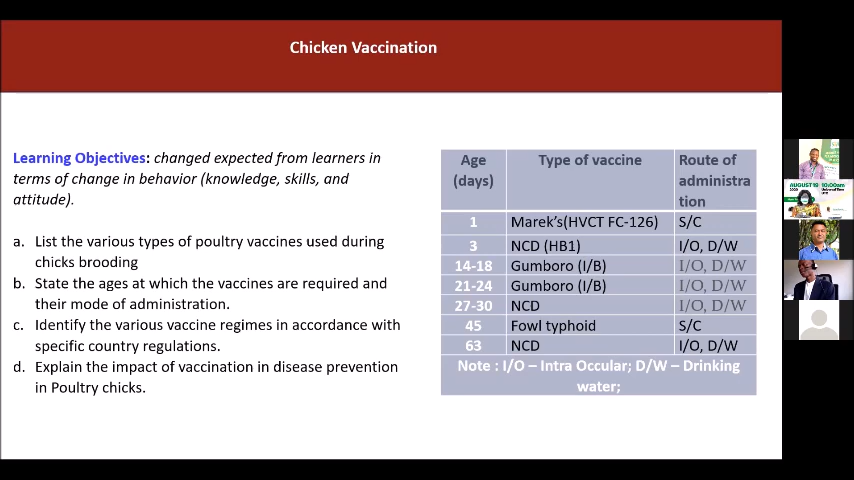 Chicken Vaccination
Learning Objectives: changed expected from learners in
terms of change in behavior (knowledge, skills, and
attitude).
a. List the various types of poultry vaccines used during
chicks brooding
b. State the ages at which the vaccines are required and
their mode of administration.
c. Identify the various vaccine regimes in accordance with
specific country regulations.
d. Explain the impact of vaccination in disease prevention
in Poultry chicks.
Age
(days)
Type of vaccine
Route of
administra
tion
1 Marek's(HVCT FC-126) S/C
3 NCD (HB1) I/O, D/W
14-18 Gumboro (I/B) I/O, D/W
21-24 Gumboro (I/B) I/O, D/W
27-30 NCD I/O, D/W
45 Fowl typhoid S/C
63 NCD I/O, D/W
Note : I/O – Intra Occular; D/W – Drinking
water;
AUGUST 19 10:00am